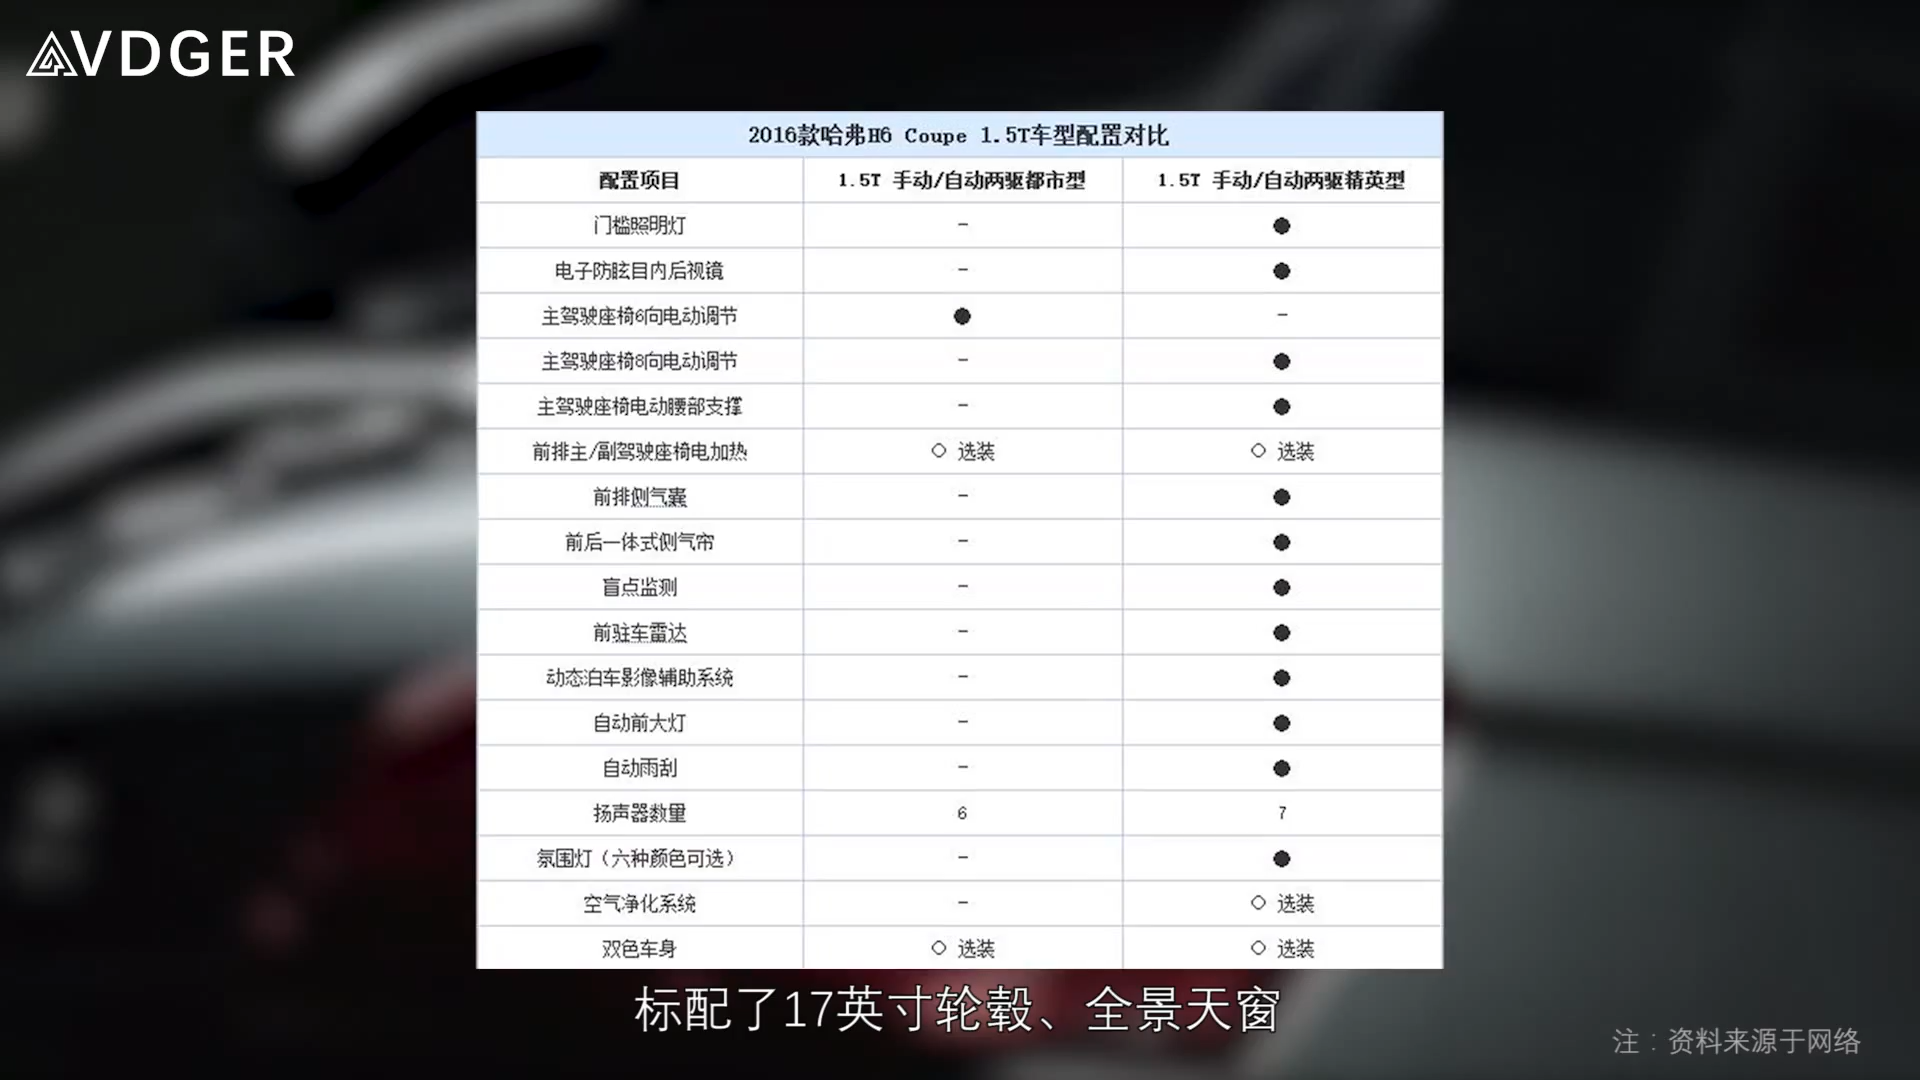 AVDGER
2016款哈弗H6 Coupe 1.5T车型配置对比
配置项目 1.5T 手动/自动两驱都市型 1.5T 手动/自动两驱精英型
门槛照明灯 - ●
电子防眩目内后视镜 - ●
主驾驶座椅6向电动调节 ● -
主驾驶座椅8向电动调节 - ●
主驾驶座椅电动腰部支撑 - ●
前排主/副驾驶座椅电加热 ○ 选装 ○ 选装
前排侧气囊 - ●
前后一体式侧气帘 - ●
盲点监测 - ●
前驻车雷达 - ●
动态泊车影像辅助系统 - ●
自动前大灯 - ●
自动雨刮 - ●
扬声器数量 6 7
氛围灯（六种颜色可选） - ●
空气净化系统 - ○ 选装
双色车身 ○ 选装 ○ 选装
标配了17英寸轮毂、全景天窗
注：资料来源于网络